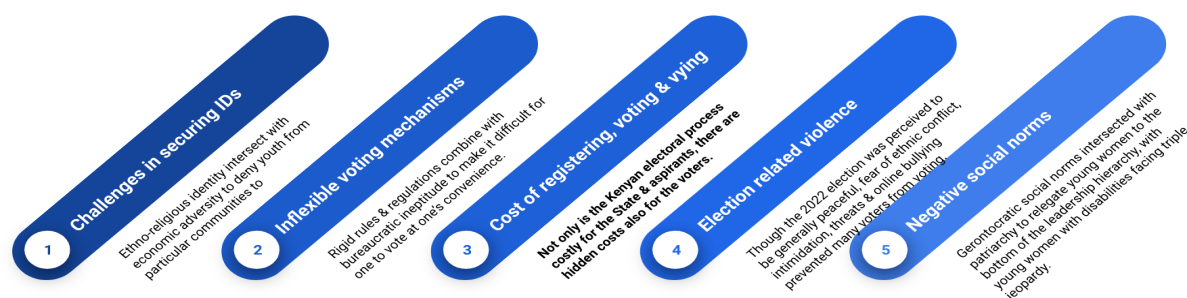 1
Challenges in securing IDs
Ethno-religious identity intersect with
economic adversity to deny youth from
particular communities to
2
Inflexible voting mechanisms
Rigid rules & regulations combine with
bureaucratic ineptitude to make it difficult for
one to vote at one's convenience.
3
Cost of registering, voting & vying
Not only is the Kenyan electoral process
costly for the State & aspirants, there are
hidden costs also for the voters.
4
Election related violence
Though the 2022 election was perceived to
be generally peaceful, fear of ethnic conflict,
intimidation, threats & online bullying
prevented many voters from voting.
5
Negative social norms
Gerontocratic social norms intersected with
patriarchy to relegate young women to the
bottom of the leadership hierarchy with
young women with disabilities facing triple
jeopardy.